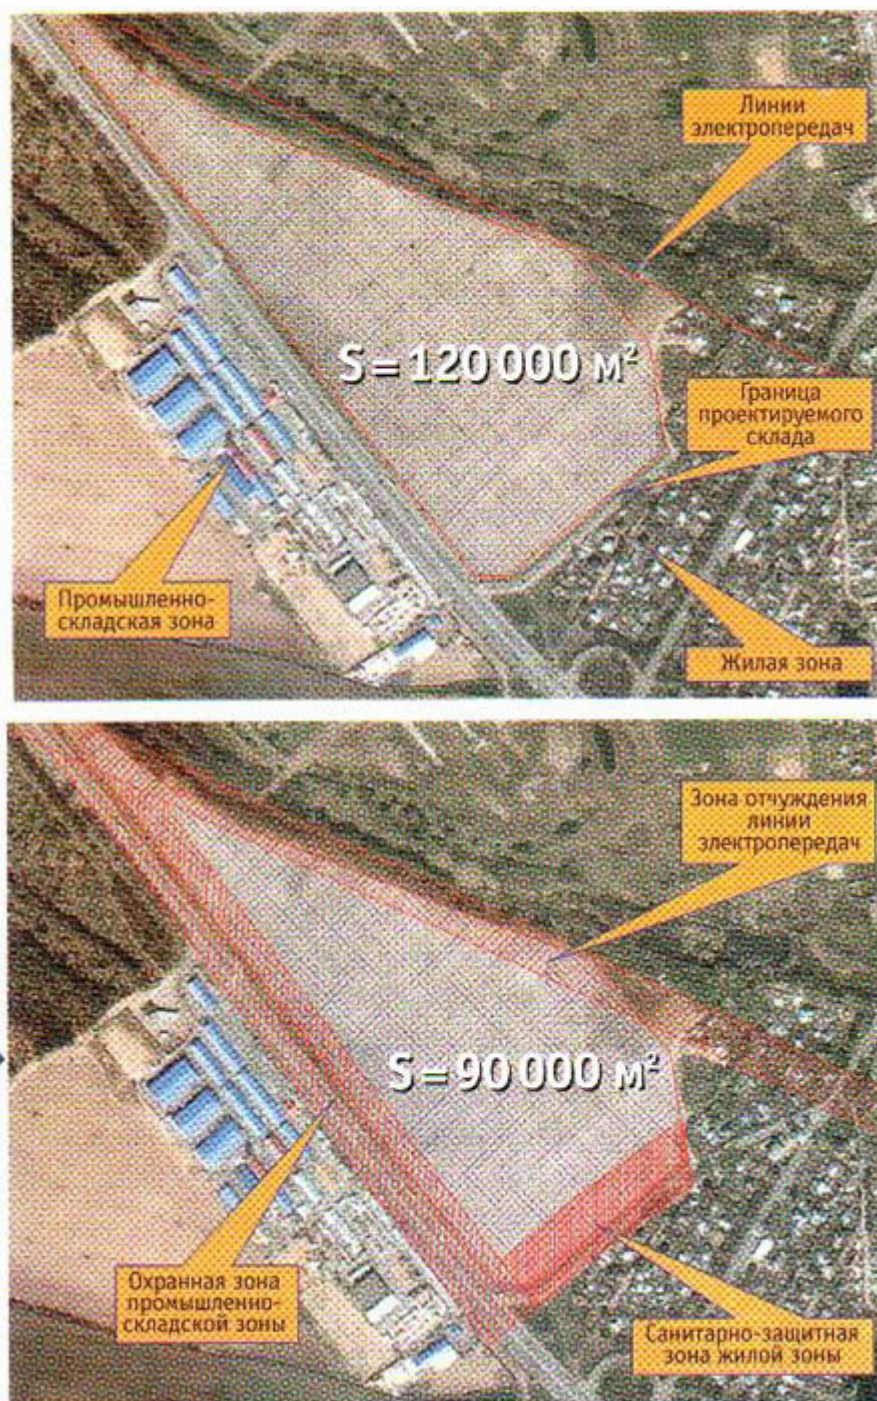 Линии
электропередач
S = 120 000 м²
Граница
проектируемого
склада
Промышленно-
складская зона
Жилая зона
Зона отчуждения
линии
электропередач
S = 90 000 м²
Охранная зона
промышленно-
складской зоны
Санитарно-защитная
зона жилой зоны